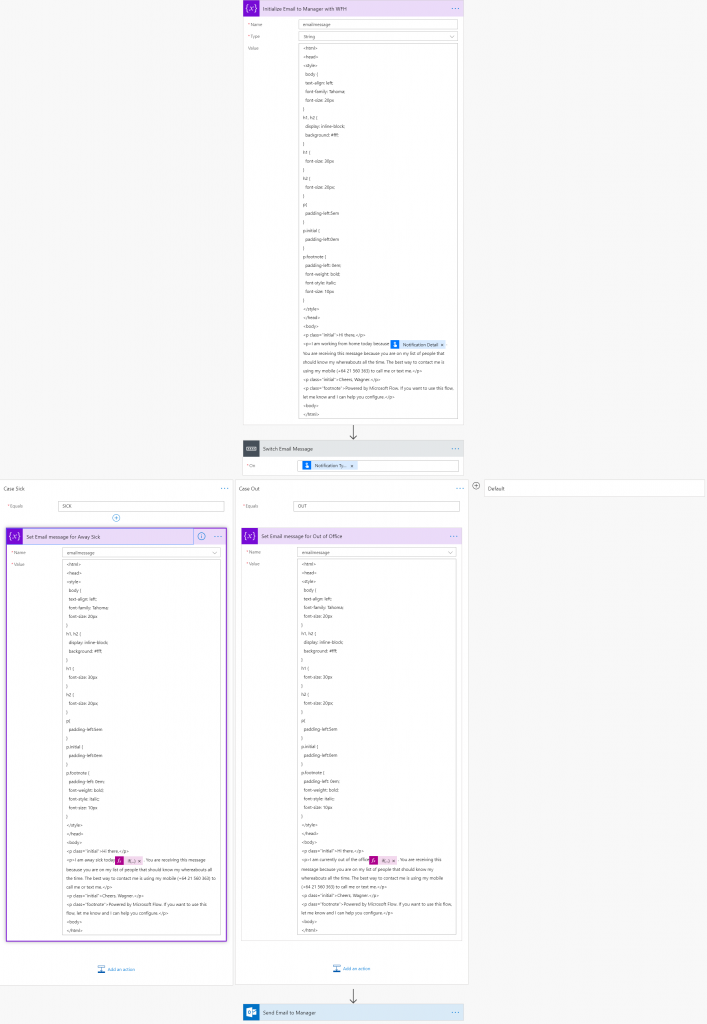 Initialize Email to Manager with WFH
* Name
emailmessage
* Type
String
Value
<html>
<head>
<style>
body {
text-align: left;
font-family: Tahoma;
font-size: 20px
}
h1, h2 {
display: inline-block;
background: #fff;
}
h1 {
font-size: 30px
}
h2 {
font-size: 20px;
}
p{
padding-left:5em
}
p.initial {
padding-left:0em
}
p.footnote {
padding-left: 0em;
font-weight: bold;
font-style: italic;
font-size: 10px
}
</style>
</head>
<body>
<p class="initial">Hi there.</p>
<p>I am working from home today because Notification Detail ×
You are receiving this message because you are on my list of people that
should know my whereabouts all the time. The best way to contact me is
using my mobile (+64 21 560 363) to call me or text me.</p>
<p class="initial">Cheers, Wagner.</p>
<p class="footnote">Powered by Microsoft Flow. If you want to use this flow,
let me know and I can help you configure.</p>
<body>
</html>
Switch Email Message
* On
Notification Ty... ×
Case Sick
* Equals
SICK
Set Email message for Away Sick
* Name
emailmessage
* Value
<html>
<head>
<style>
body {
text-align: left;
font-family: Tahoma;
font-size: 20px
}
h1, h2 {
display: inline-block;
background: #fff;
}
h1 {
font-size: 30px
}
h2 {
font-size: 20px;
}
p{
padding-left:5em
}
p.initial {
padding-left:0em
}
p.footnote {
padding-left: 0em;
font-weight: bold;
font-style: italic;
font-size: 10px
}
</style>
</head>
<body>
<p class="initial">Hi there.</p>
<p>I am away sick today fx if(...) × . You are receiving this message
because you are on my list of people that should know my whereabouts all
the time. The best way to contact me is using my mobile (+64 21 560 363) to
call me or text me.</p>
<p class="initial">Cheers, Wagner.</p>
<p class="footnote">Powered by Microsoft Flow. If you want to use this
flow, let me know and I can help you configure.</p>
<body>
</html>
Add an action
Case Out
* Equals
OUT
Set Email message for Out of Office
* Name
emailmessage
* Value
<html>
<head>
<style>
body {
text-align: left;
font-family: Tahoma;
font-size: 20px
}
h1, h2 {
display: inline-block;
background: #fff;
}
h1 {
font-size: 30px
}
h2 {
font-size: 20px;
}
p{
padding-left:5em
}
p.initial {
padding-left:0em
}
p.footnote {
padding-left: 0em;
font-weight: bold;
font-style: italic;
font-size: 10px
}
</style>
</head>
<body>
<p class="initial">Hi there.</p>
<p>I am currently out of the office fx if(...) × . You are receiving this
message because you are on my list of people that should know my
whereabouts all the time. The best way to contact me is using my mobile
(+64 21 560 363) to call me or text me.</p>
<p class="initial">Cheers, Wagner.</p>
<p class="footnote">Powered by Microsoft Flow. If you want to use this flow,
let me know and I can help you configure.</p>
<body>
</html>
Add an action
Default
Send Email to Manager